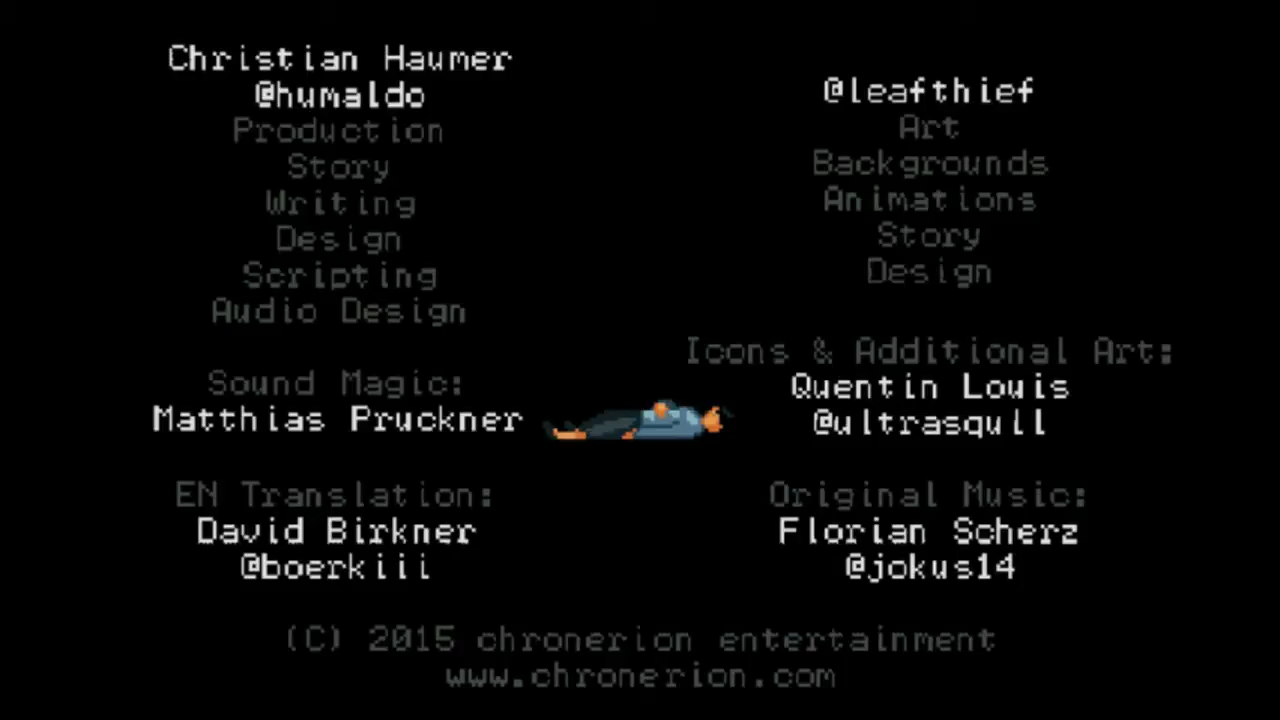 Christian Haumer
@humaldo
Production
Story
Writing
Design
Scripting
Audio Design
Sound Magic:
Matthias Pruckner
EN Translation:
David Birkner
@boerkiii
@leafthief
Art
Backgrounds
Animations
Story
Design
Icons & Additional Art:
Quentin Louis
@ultrasqull
Original Music:
Florian Scherz
@jokus14
(C) 2015 chronerion entertainment
www.chronerion.com